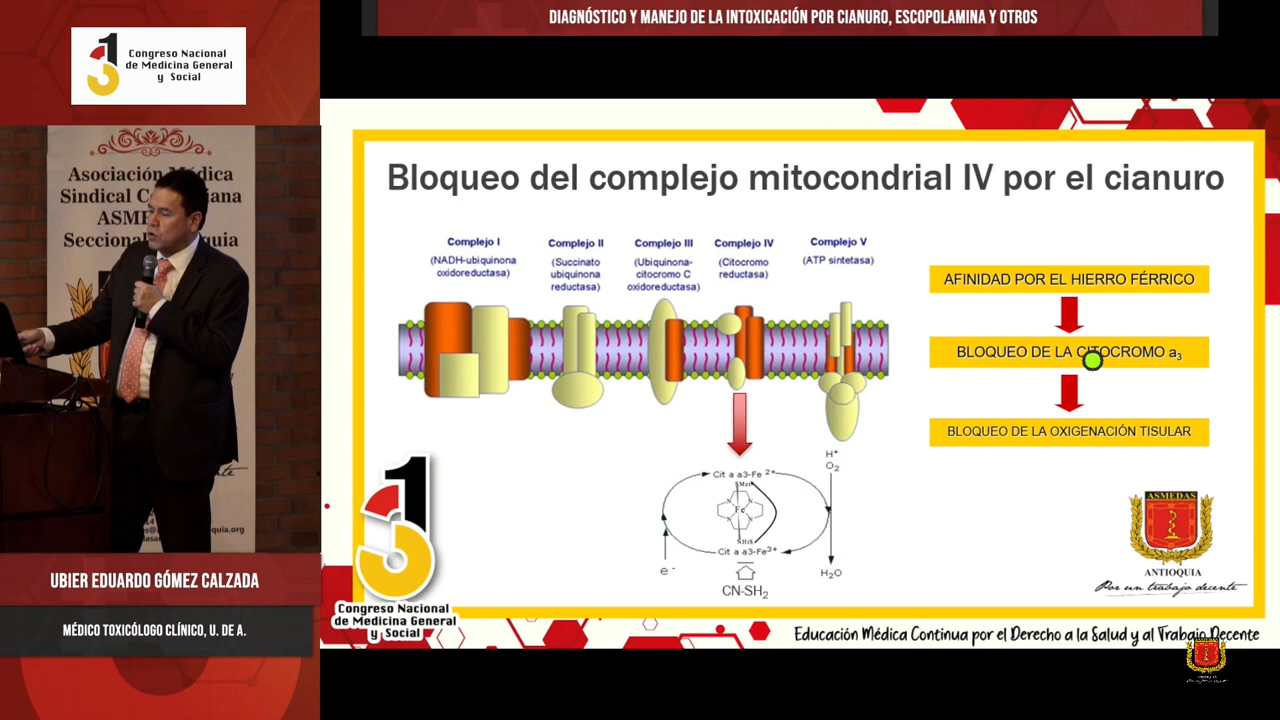 DIAGNÓSTICO Y MANEJO DE LA INTOXICACIÓN POR CIANURO, ESCOPOLAMINA Y OTROS
Congreso Nacional
de Medicina General
y Social
Asociación Médica
Sindical
ASME
Seccional
Bloqueo del complejo mitocondrial IV por el cianuro
Complejo I
(NADH-ubiquinona
oxidoreductasa)
Complejo II
(Succinato
ubiquinona
reductasa)
Complejo III
(Ubiquinona-
citocromo C
oxidoreductasa)
Complejo IV
(Citocromo
reductasa)
Complejo V
(ATP sintetasa)
AFINIDAD POR EL HIERRO FÉRRICO
BLOQUEO DE LA CITOCROMO a₃
BLOQUEO DE LA OXIGENACIÓN TISULAR
H⁺
O₂
Cit a a3-Fe ²⁺
SMet
Fe
NHiS
Cit a a3-Fe³⁺
e⁻
H₂O
CN-SH₂
31
Congreso Nacional
de Medicina General
y Social
ASMEDAS
ANTIOQUIA
Por un trabajo decente
Educación Médica Continua por el Derecho a la Salud y al Trabajo Decente
UBIER EDUARDO GÓMEZ CALZADA
MÉDICO TOXICÓLOGO CLÍNICO, U. DE A.